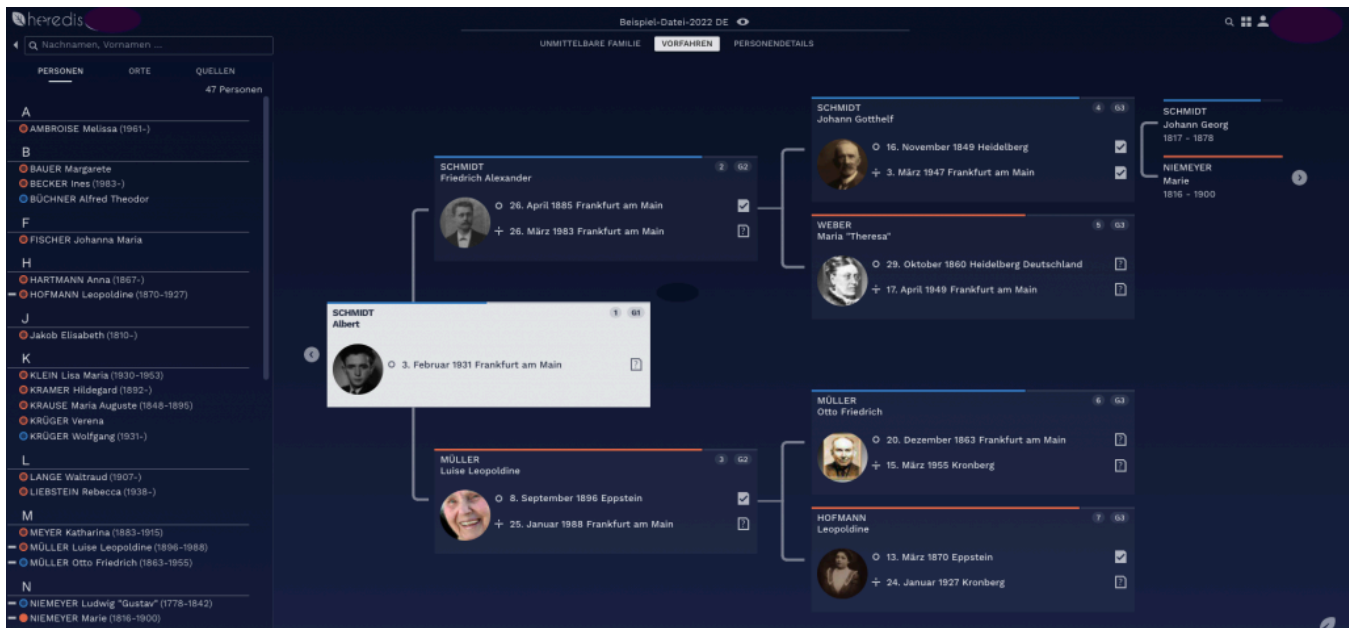 heredis
Beispiel-Datei-2022 DE
Nachnamen, Vornamen ...
UNMITTELBARE FAMILIE VORFAHREN PERSONENDETAILS
PERSONEN ORTE QUELLEN
47 Personen
A
AMBROISE Melissa (1961-)
B
BAUER Margarete
BECKER Ines (1983-)
BÜCHNER Alfred Theodor
F
FISCHER Johanna Maria
H
HARTMANN Anna (1867-)
HOFMANN Leopoldine (1870-1927)
J
Jakob Elisabeth (1810-)
K
KLEIN Lisa Maria (1930-1953)
KRAMER Hildegard (1892-)
KRAUSE Maria Auguste (1848-1895)
KRÜGER Verena
KRÜGER Wolfgang (1931-)
L
LANGE Waltraud (1907-)
LIEBSTEIN Rebecca (1938-)
M
MEYER Katharina (1883-1915)
MÜLLER Luise Leopoldine (1896-1988)
MÜLLER Otto Friedrich (1863-1955)
N
NIEMEYER Ludwig "Gustav" (1778-1842)
NIEMEYER Marie (1816-1900)
SCHMIDT 1 G1
Albert
3. Februar 1931 Frankfurt am Main
SCHMIDT 2 G2
Friedrich Alexander
26. April 1885 Frankfurt am Main
26. März 1983 Frankfurt am Main
MÜLLER 3 G2
Luise Leopoldine
8. September 1896 Eppstein
25. Januar 1988 Frankfurt am Main
SCHMIDT 4 G3
Johann Gotthelf
16. November 1849 Heidelberg
3. März 1947 Frankfurt am Main
WEBER 5 G3
Maria "Theresa"
29. Oktober 1860 Heidelberg Deutschland
17. April 1949 Frankfurt am Main
MÜLLER 6 G3
Otto Friedrich
20. Dezember 1863 Frankfurt am Main
15. März 1955 Kronberg
HOFMANN 7 G3
Leopoldine
13. März 1870 Eppstein
24. Januar 1927 Kronberg
SCHMIDT
Johann Georg
1817 - 1878
NIEMEYER
Marie
1816 - 1900